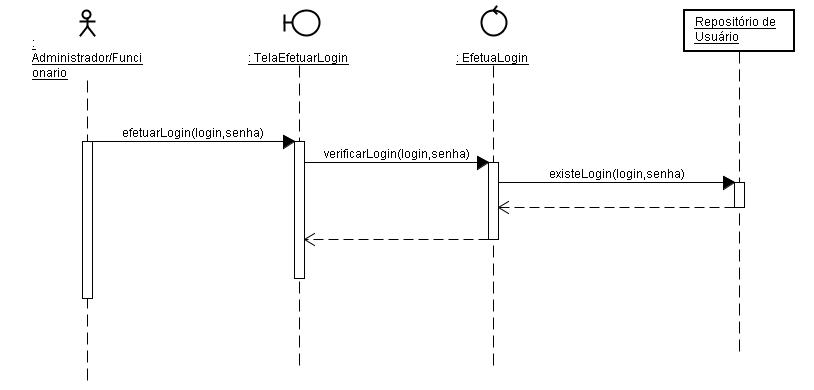 Repositório de
Usuário
:
Administrador/Funci
onario
: TelaEfetuarLogin
: EfetuaLogin
efetuarLogin(login,senha)
verificarLogin(login,senha)
existeLogin(login,senha)